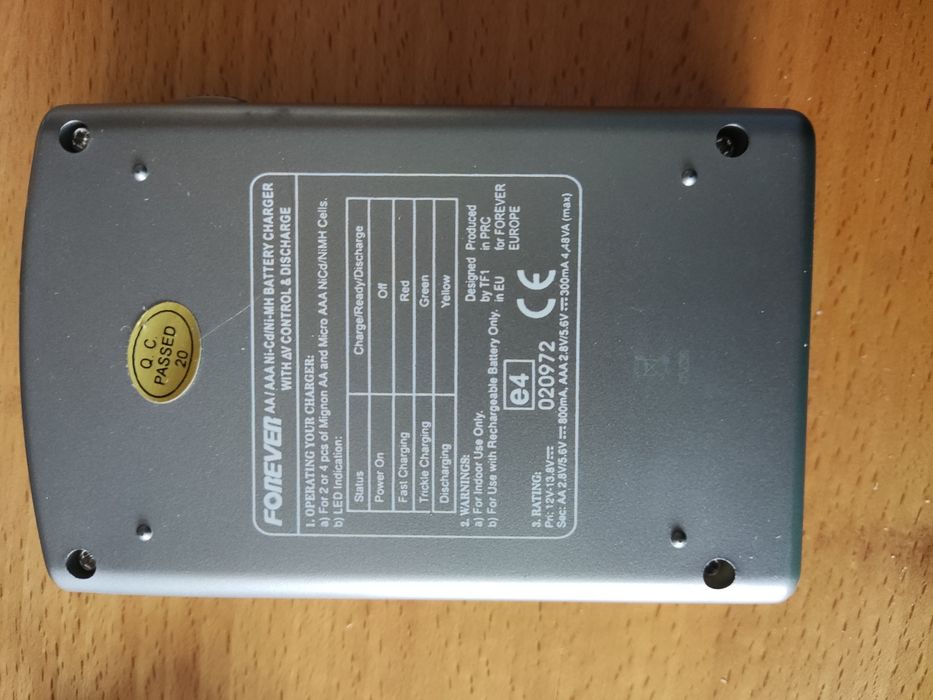 FOREVER AA/AAA Ni-Cd/Ni-MH BATTERY CHARGER
WITH ΔV CONTROL & DISCHARGE
1. OPERATING YOUR CHARGER:
a) For 2 or 4 pcs of Mignon AA and Micro AAA NiCd/NiMH Cells.
b) LED Indication:
Status Charge/Ready/Discharge
Power On Off
Fast Charging Red
Trickle Charging Green
Discharging Yellow
2. WARNINGS:
a) For Indoor Use Only.
b) For Use with Rechargeable Battery Only.
Designed
by TF1
in EU
Produced
in PRC
for FOREVER
EUROPE
e4
020972
CE
3. RATING:
Pri: 12V-13.8V⎓
Sec: AA 2.8V/5.6V⎓800mA, AAA 2.8V/5.6V⎓300mA 4,48VA (max)
Q. C.
PASSED
20